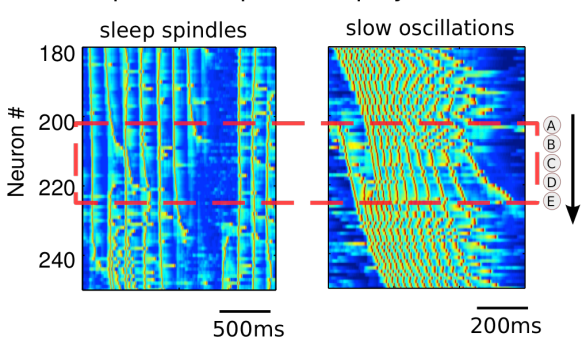 sleep spindles
slow oscillations
Neuron #
180
200
220
240
A
B
C
D
E
500ms
200ms